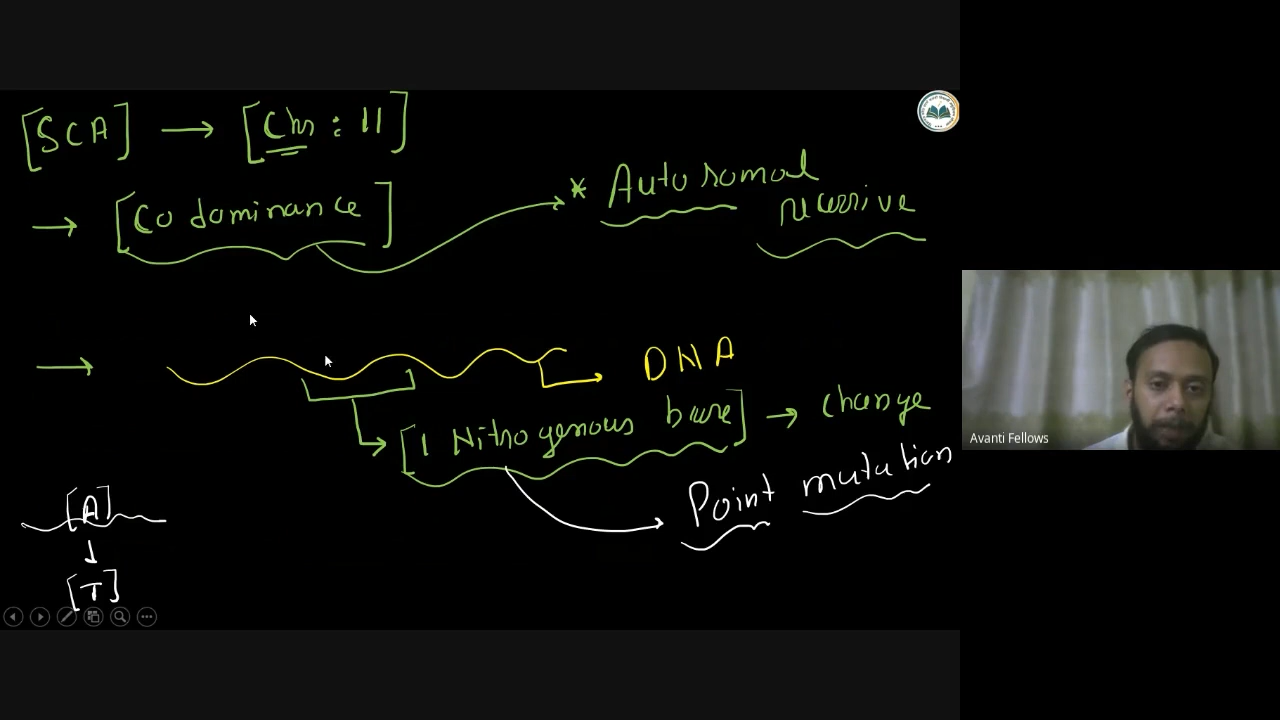 [SCA] → [Chr : 11]
→ [Co dominance]
* Autosomal
recessive
→ DNA
[1 Nitrogenous base] → change
Point mutation
[A]
↓
[T]
Avanti Fellows